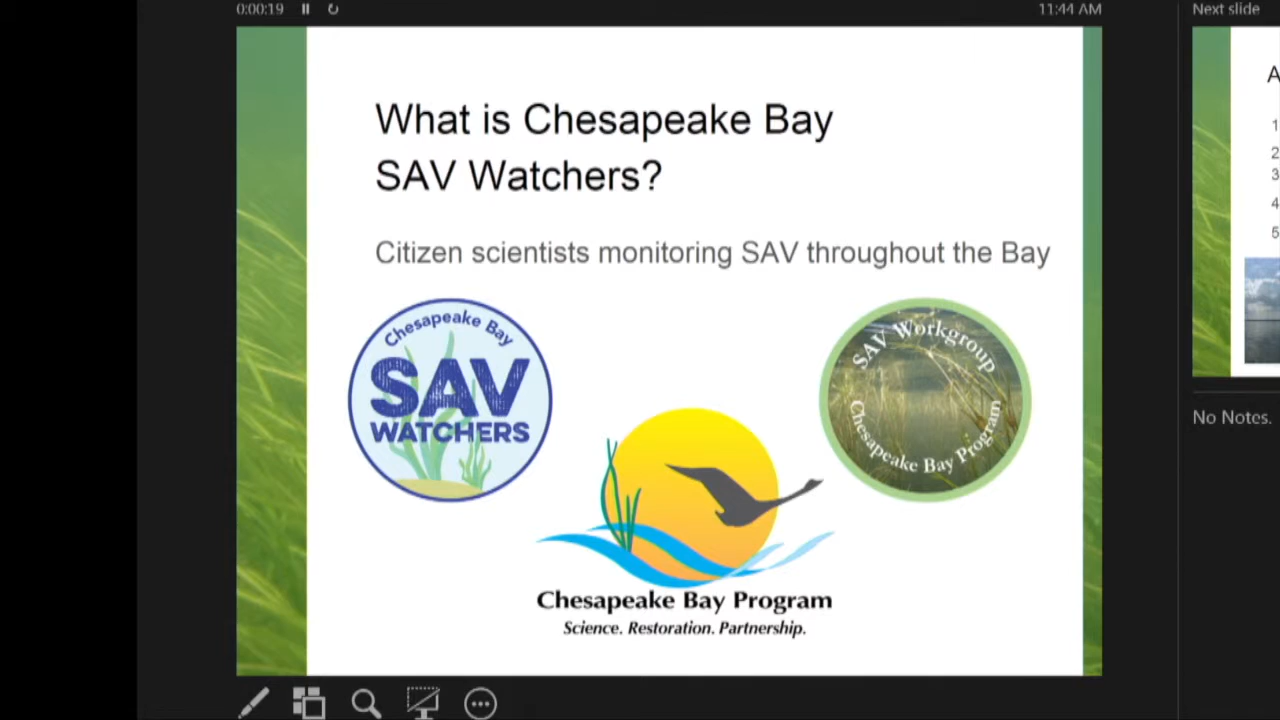 0:00:19
11:44 AM
Next slide
What is Chesapeake Bay
SAV Watchers?
Citizen scientists monitoring SAV throughout the Bay
Chesapeake Bay
SAV
WATCHERS
SAV Workgroup
Chesapeake Bay Program
Chesapeake Bay Program
Science. Restoration. Partnership.
A
1
2
3
4
5
No Notes.